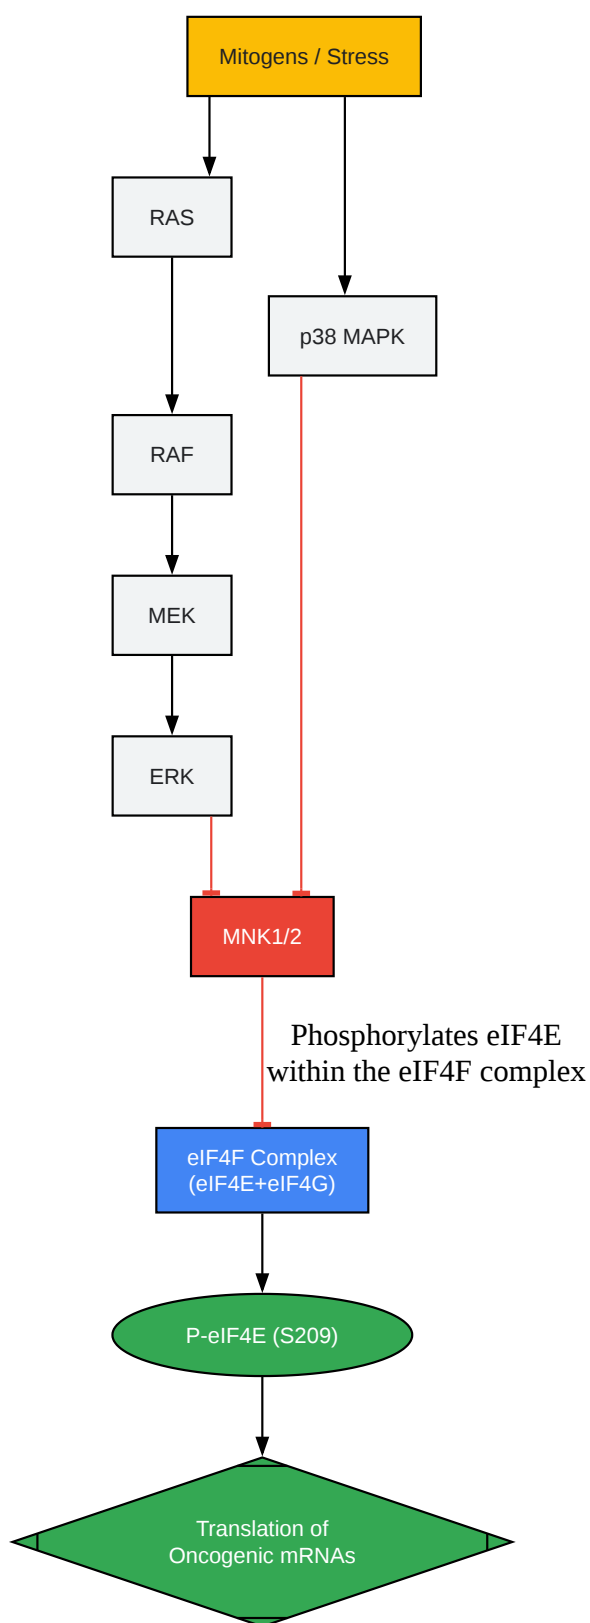 Mitogens / Stress
RAS
p38 MAPK
RAF
MEK
ERK
MNK1/2
Phosphorylates eIF4E
within the eIF4F complex
eIF4F Complex
(eIF4E+eIF4G)
P-eIF4E (S209)
Translation of
Oncogenic mRNAs